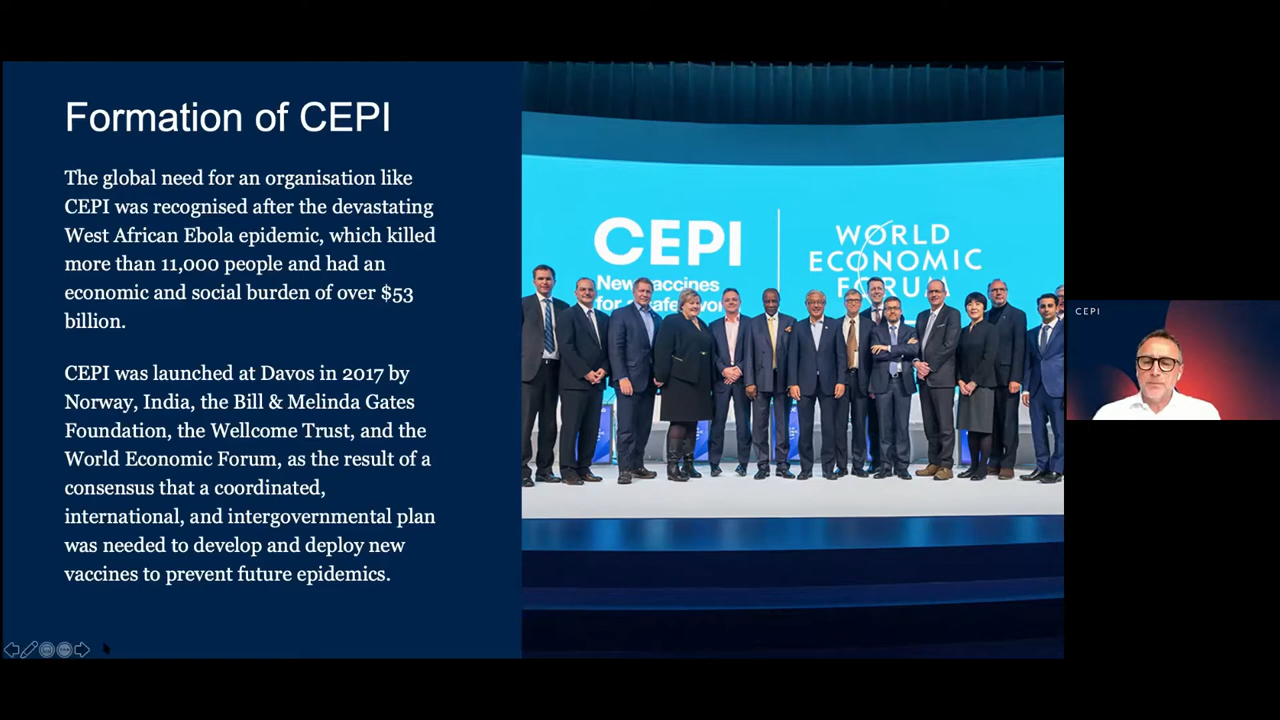 Formation of CEPI
The global need for an organisation like
CEPI was recognised after the devastating
West African Ebola epidemic, which killed
more than 11,000 people and had an
economic and social burden of over $53
billion.
CEPI was launched at Davos in 2017 by
Norway, India, the Bill & Melinda Gates
Foundation, the Wellcome Trust, and the
World Economic Forum, as the result of a
consensus that a coordinated,
international, and intergovernmental plan
was needed to develop and deploy new
vaccines to prevent future epidemics.
CEPI
New vaccines
for
WORLD
ECONOMIC
FORUM
CEPI